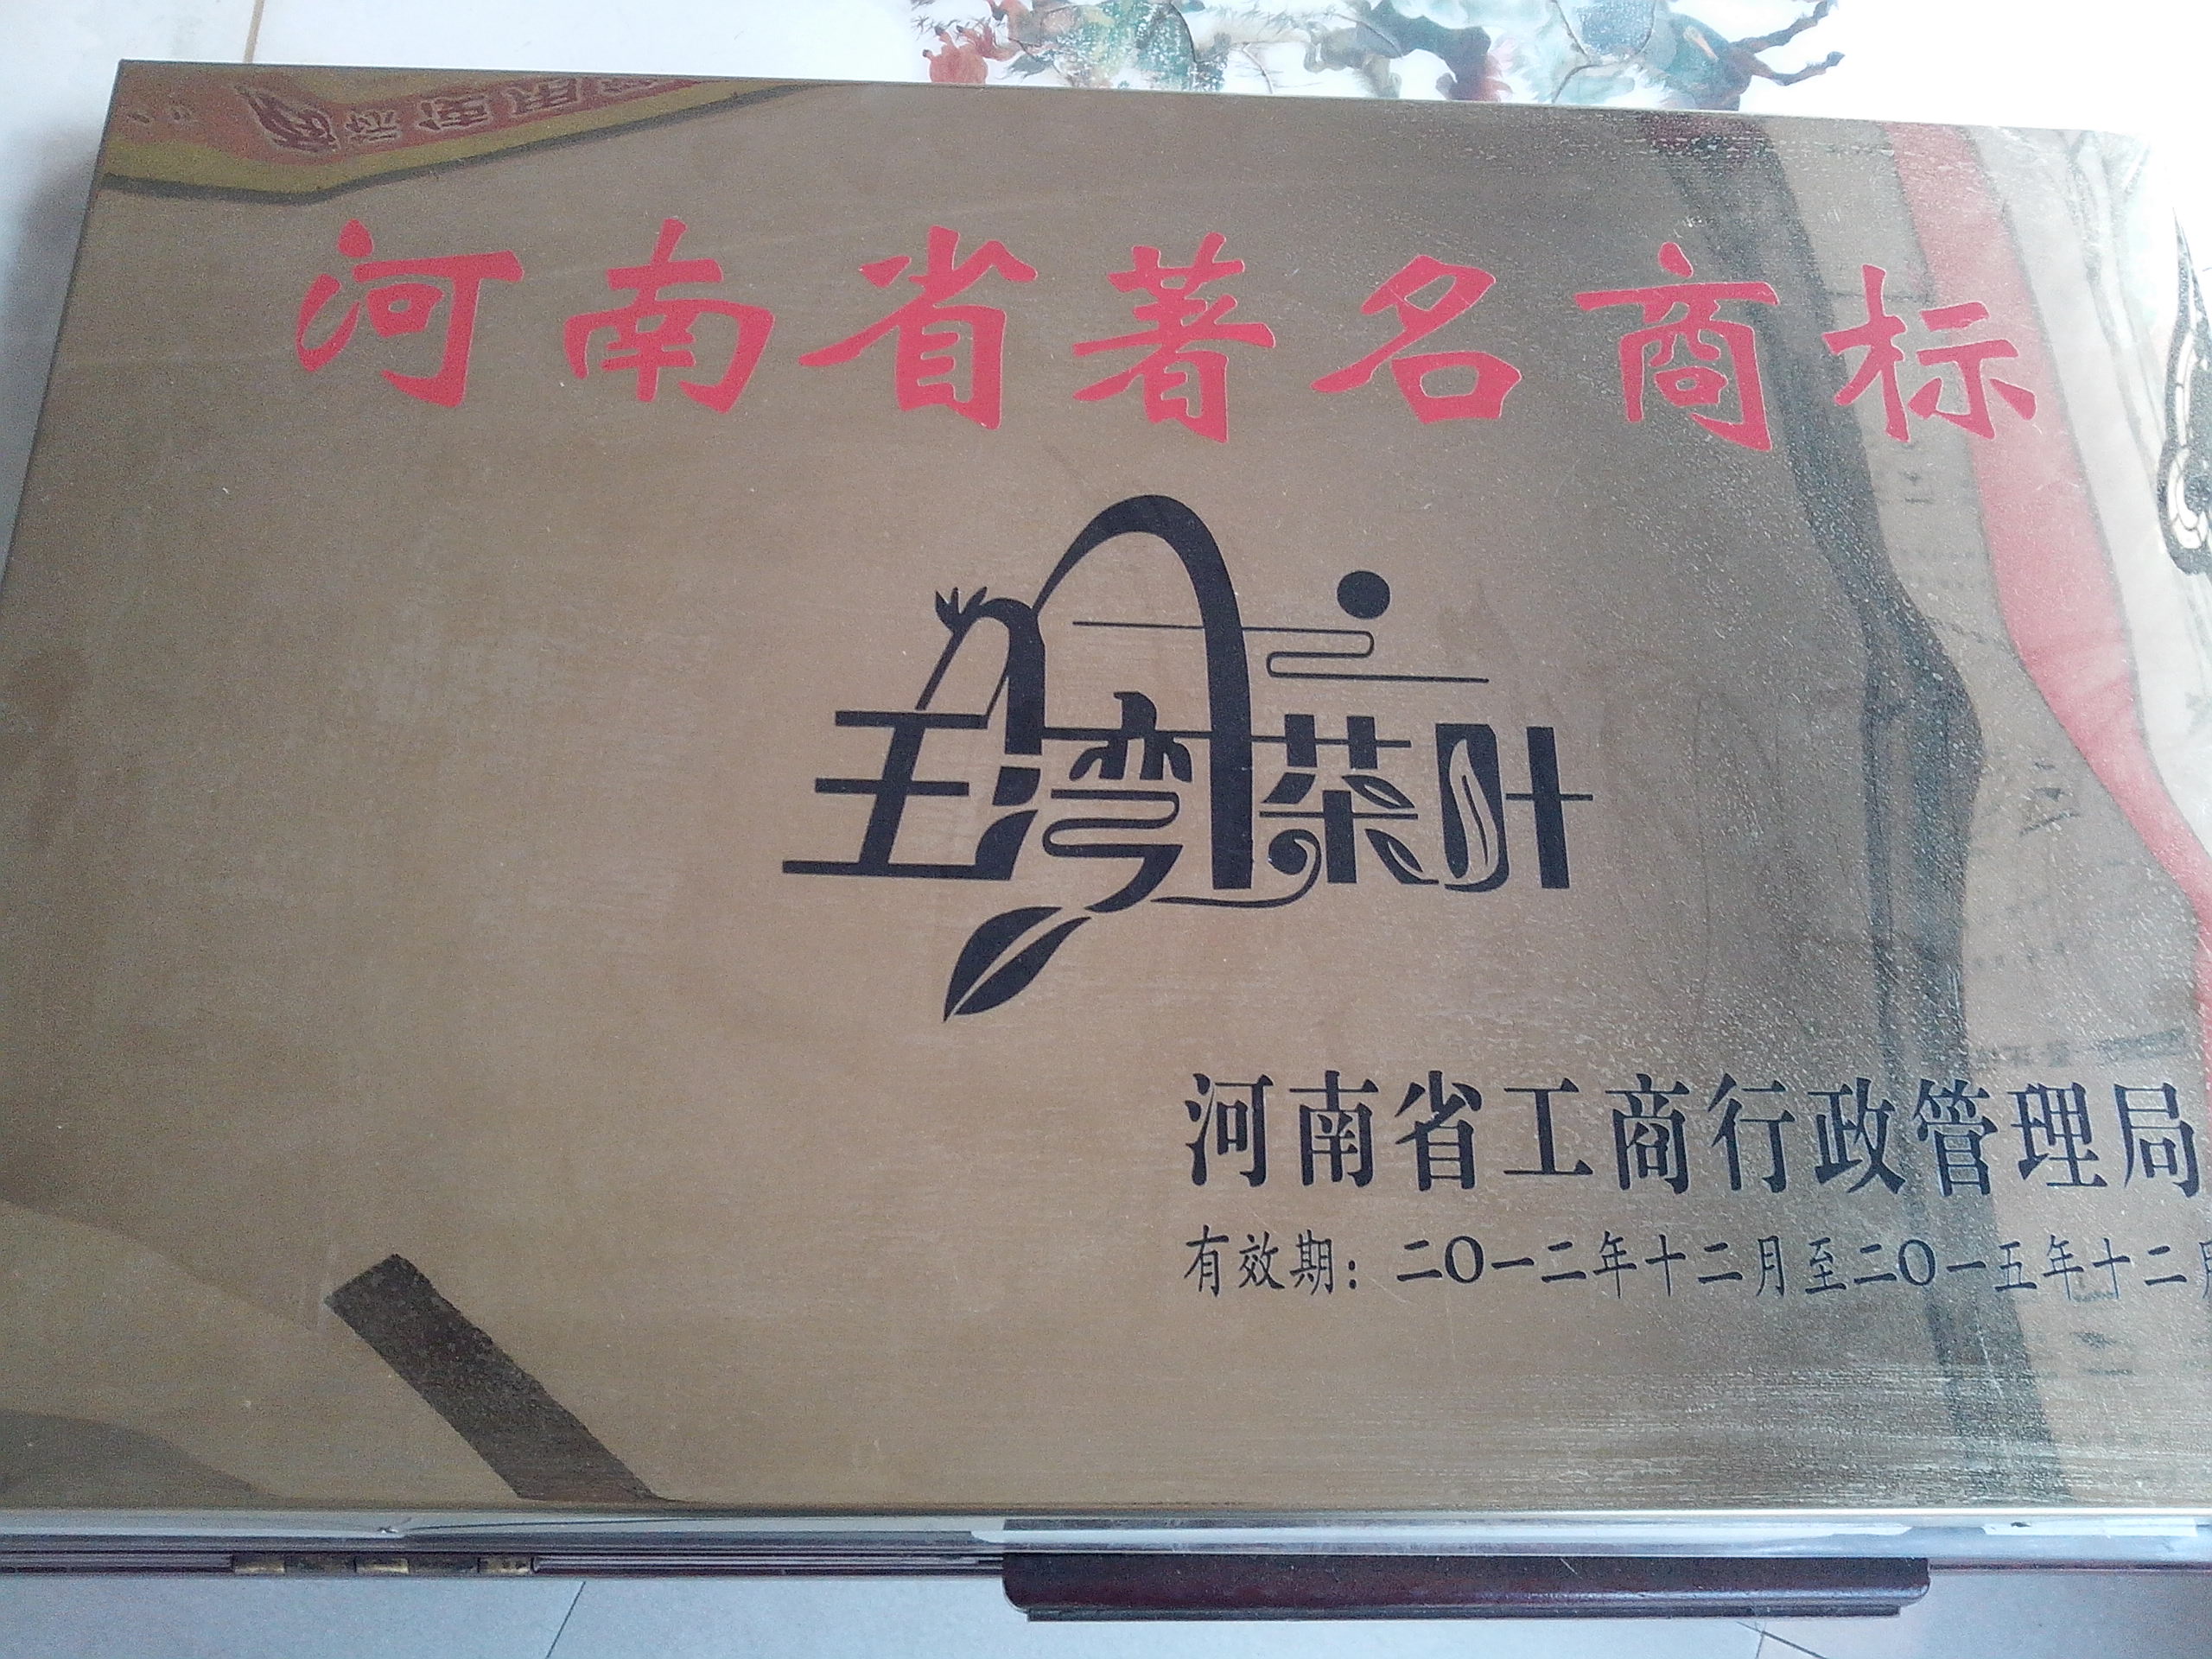 河南省著名商标
王湾茶叶
河南省工商行政管理局
有效期：二〇一二年十二月至二〇一五年十二月